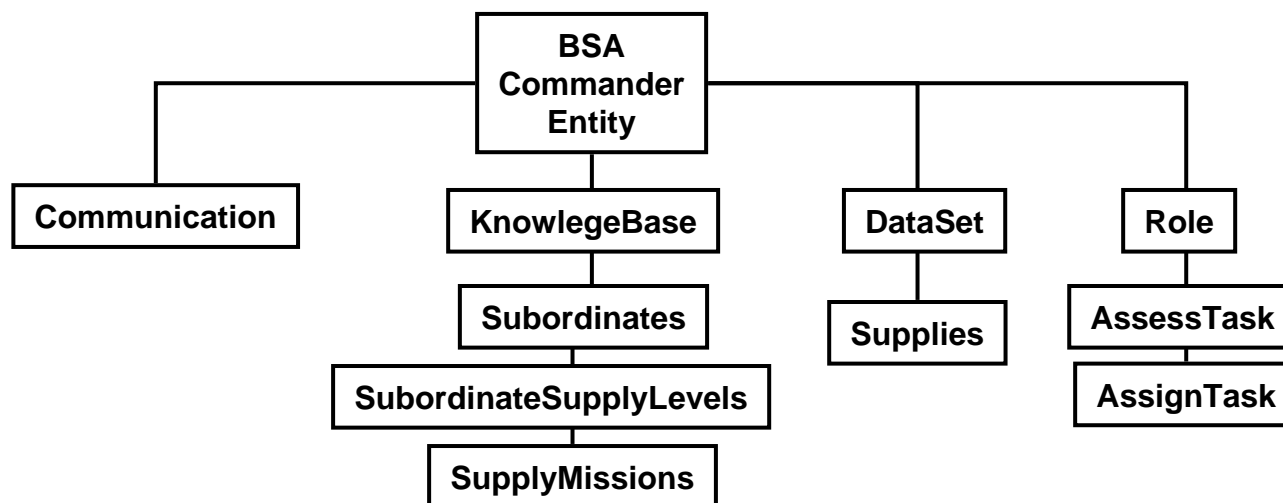 BSA
Commander
Entity
Communication
KnowlegeBase
DataSet
Role
Subordinates
Supplies
AssessTask
SubordinateSupplyLevels
AssignTask
SupplyMissions